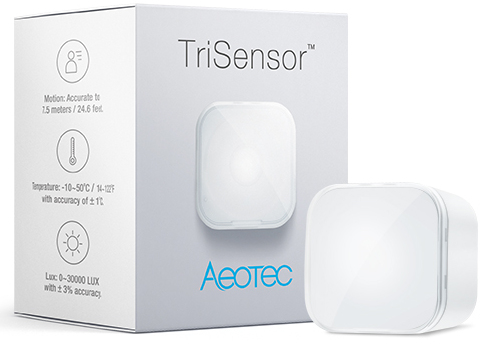 TriSensor™
Motion: Accurate to
7.5 meters / 24.6 feet.
Temperature: -10~50°C / 14-122°F
with accuracy of ± 1°C
Lux: 0~30000 LUX
with ± 3% accuracy.
AEOTEC